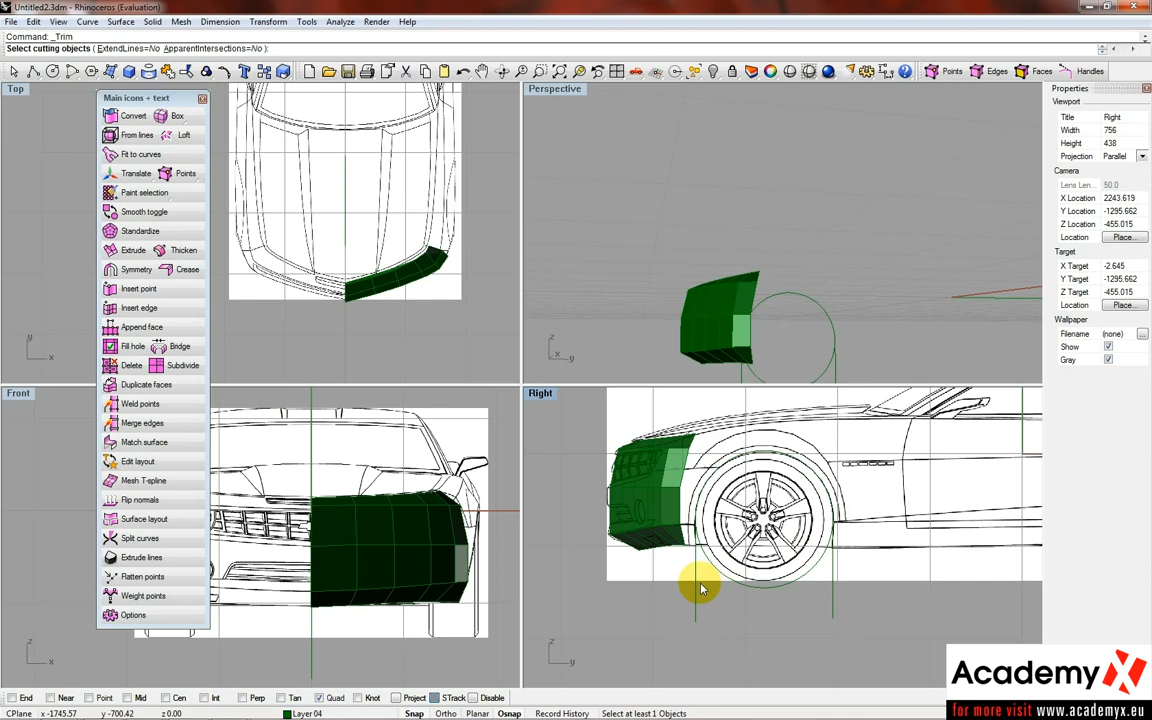 Untitled2.3dm - Rhinoceros (Evaluation)
File Edit View Curve Surface Solid Mesh Dimension Transform Tools Analyze Render Help
Command: _Trim
Select cutting objects ( ExtendLines=No ApparentIntersections=No ):
Points Edges Faces Handles
Top
Perspective
Front
Right
Main icons + text
Convert Box
From lines Loft
Fit to curves
Translate Points
Paint selection
Smooth toggle
Standardize
Extrude Thicken
Symmetry Crease
Insert point
Insert edge
Append face
Fill hole Bridge
Delete Subdivide
Duplicate faces
Weld points
Merge edges
Match surface
Edit layout
Mesh T-spline
Flip normals
Surface layout
Split curves
Extrude lines
Flatten points
Weight points
Options
y
x
z
x
z
y
z
x
y
Properties
Viewport
Title Right
Width 756
Height 438
Projection Parallel
Camera
Lens Len... 50.0
X Location 2243.619
Y Location -1295.662
Z Location -455.015
Location Place...
Target
X Target -2.645
Y Target -1295.662
Z Target -455.015
Location Place...
Wallpaper
Filename (none) ...
Show
Gray
AcademyX
for more visit www.academyx.eu
End Near Point Mid Cen Int Perp Tan Quad Knot Project STrack Disable
CPlane x -1745.57 y -700.42 z 0.00 Layer 04 Snap Ortho Planar Osnap Record History Select at least 1 Objects